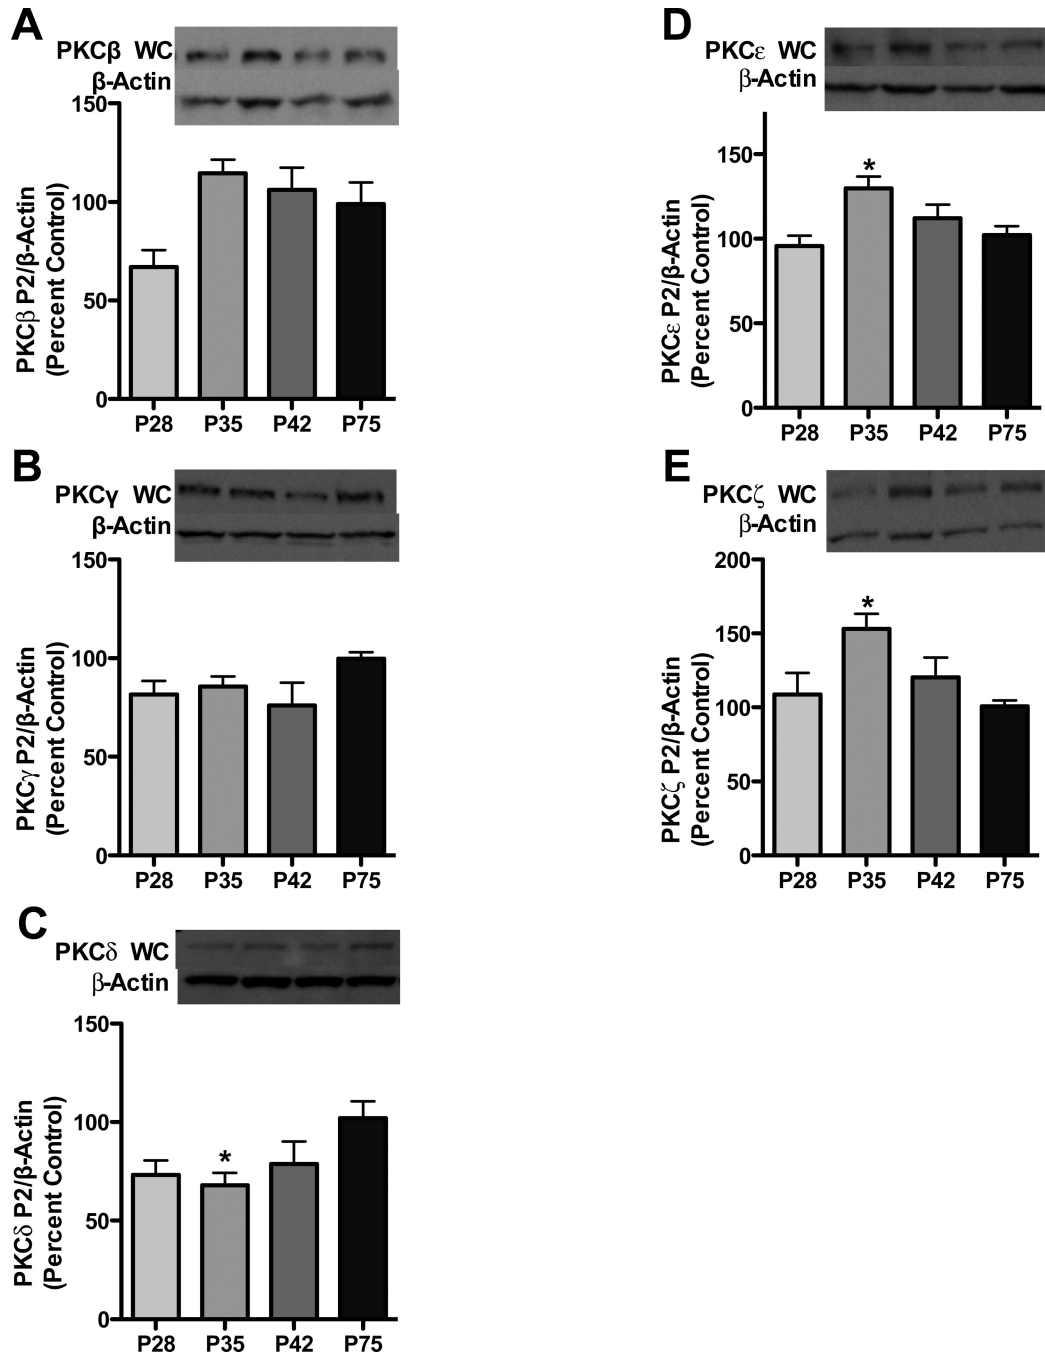 A
PKCβ WC
β-Actin
150
100
50
0
PKCβ P2/β-Actin
(Percent Control)
P28 P35 P42 P75
B
PKCγ WC
β-Actin
150
100
50
0
PKCγ P2/β-Actin
(Percent Control)
P28 P35 P42 P75
C
PKCδ WC
β-Actin
150
100
50
0
PKCδ P2/β-Actin
(Percent Control)
*
P28 P35 P42 P75
D
PKCε WC
β-Actin
150
100
50
0
PKCε P2/β-Actin
(Percent Control)
*
P28 P35 P42 P75
E
PKCζ WC
β-Actin
200
150
100
50
0
PKCζ P2/β-Actin
(Percent Control)
*
P28 P35 P42 P75